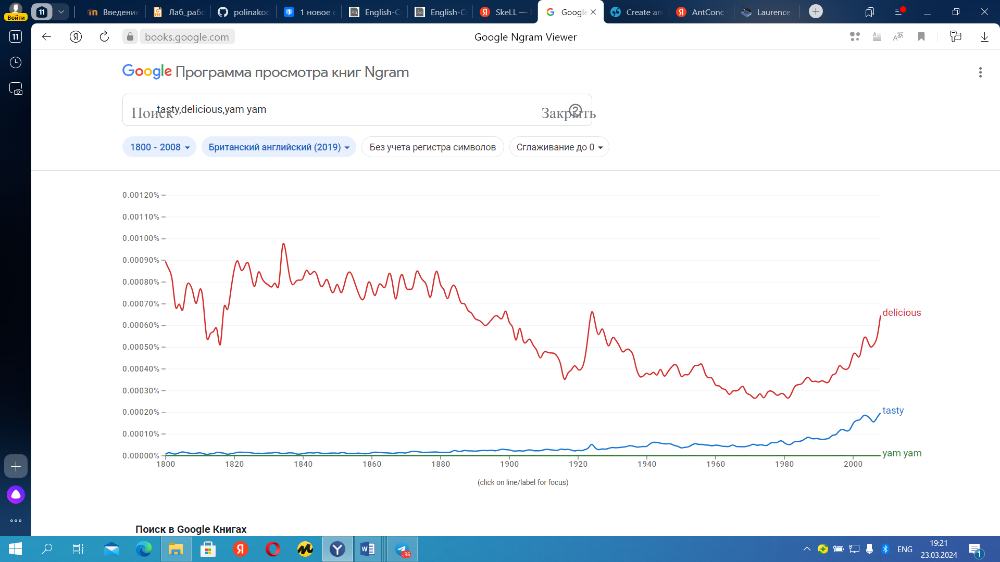 Войти
11
Введение
Лаб_рабо
polinakoc
1 новое с
English-Co
English-Co
SkeLL — Я
Google
Create an
AntConc -
Laurence
11
books.google.com
Google Ngram Viewer
Google Программа просмотра книг Ngram
Поиск
tasty,delicious,yam yam
Закрыть
1800 - 2008
Британский английский (2019)
Без учета регистра символов
Сглаживание до 0
0.00120%
0.00110%
0.00100%
0.00090%
0.00080%
0.00070%
0.00060%
0.00050%
0.00040%
0.00030%
0.00020%
0.00010%
0.00000%
delicious
tasty
yam yam
1800 1820 1840 1860 1880 1900 1920 1940 1960 1980 2000
(click on line/label for focus)
Поиск в Google Книгах
..96
ENG
19:21
23.03.2024
1